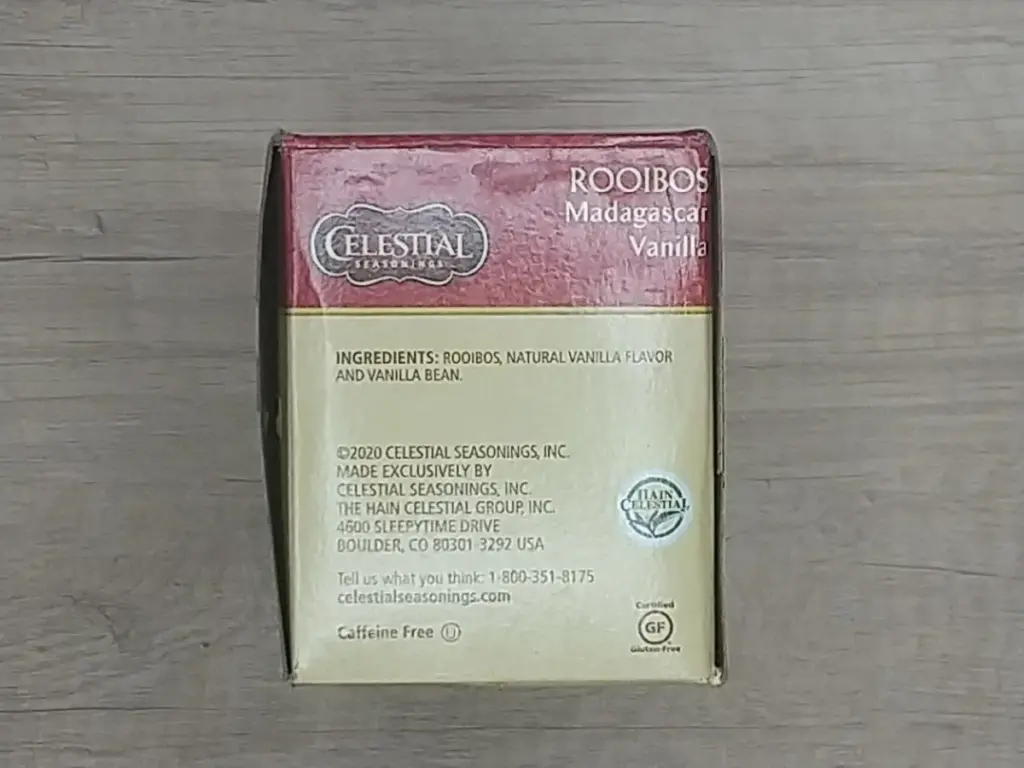 ROOIBOS
Madagascar
Vanilla
CELESTIAL
SEASONINGS
INGREDIENTS: ROOIBOS, NATURAL VANILLA FLAVOR
AND VANILLA BEAN.
©2020 CELESTIAL SEASONINGS, INC.
MADE EXCLUSIVELY BY
CELESTIAL SEASONINGS, INC.
THE HAIN CELESTIAL GROUP, INC.
4600 SLEEPYTIME DRIVE
BOULDER, CO 80301-3292 USA
HAIN
CELESTIAL
Tell us what you think: 1-800-351-8175
celestialseasonings.com
Caffeine Free U
Certified
GF
Gluten-Free